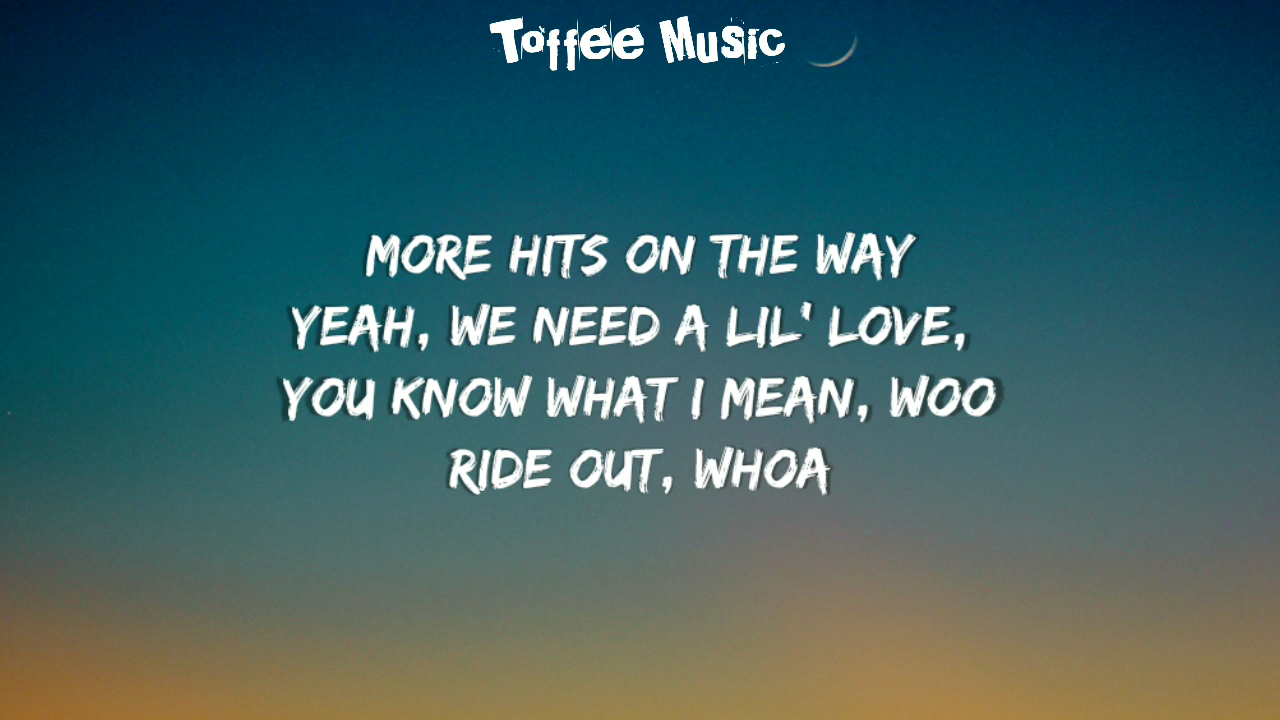 Toffee Music
MORE HITS ON THE WAY
YEAH, WE NEED A LIL' LOVE,
YOU KNOW WHAT I MEAN, WOO
RIDE OUT, WHOA